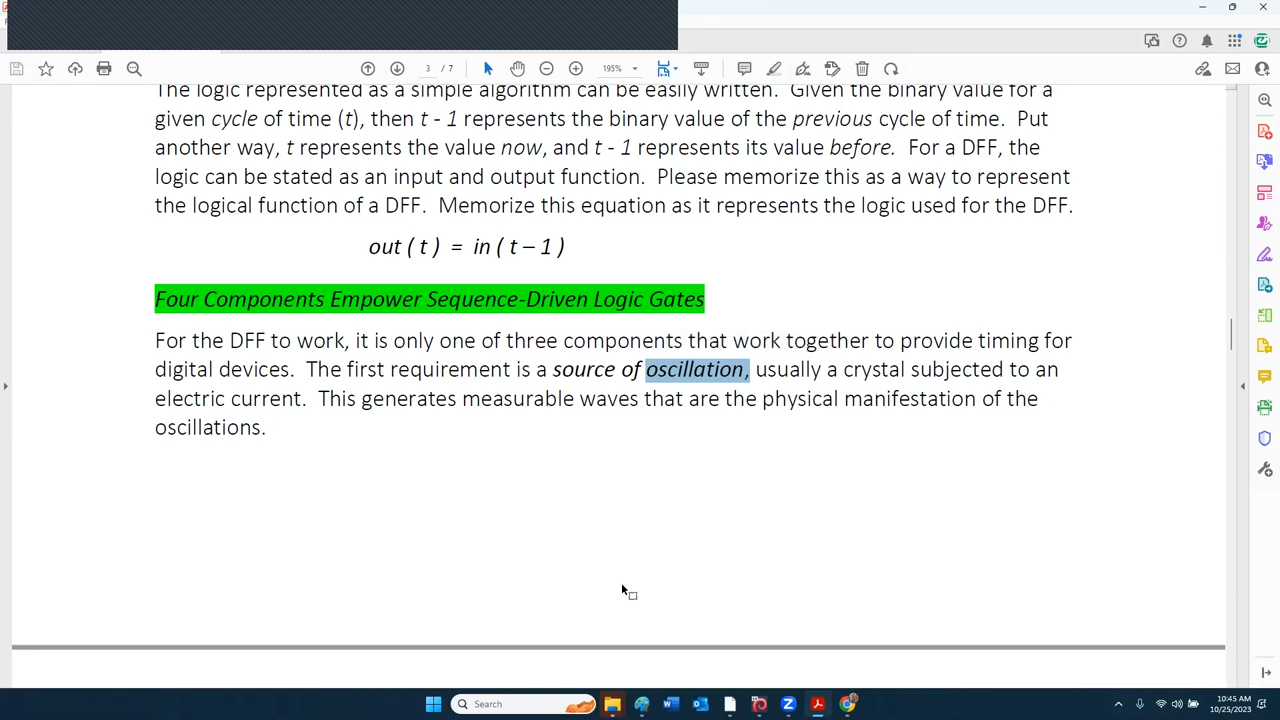 3 / 7
195%
The logic represented as a simple algorithm can be easily written. Given the binary value for a
given cycle of time (t), then t - 1 represents the binary value of the previous cycle of time. Put
another way, t represents the value now, and t - 1 represents its value before. For a DFF, the
logic can be stated as an input and output function. Please memorize this as a way to represent
the logical function of a DFF. Memorize this equation as it represents the logic used for the DFF.
out ( t ) = in ( t – 1 )
Four Components Empower Sequence-Driven Logic Gates
For the DFF to work, it is only one of three components that work together to provide timing for
digital devices. The first requirement is a source of oscillation, usually a crystal subjected to an
electric current. This generates measurable waves that are the physical manifestation of the
oscillations.
Search
10:45 AM
10/25/2023